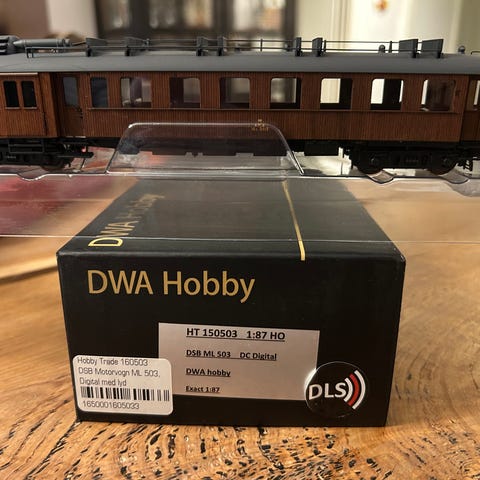 DWA Hobby
DWA Hobby
HT 150503 1:87 HO
DSB ML 503 DC Digital
DWA hobby
Exact 1:87
Hobby Trade 160503
DSB Motorvogn ML 503,
Digital med lyd
1650001605033
DLS